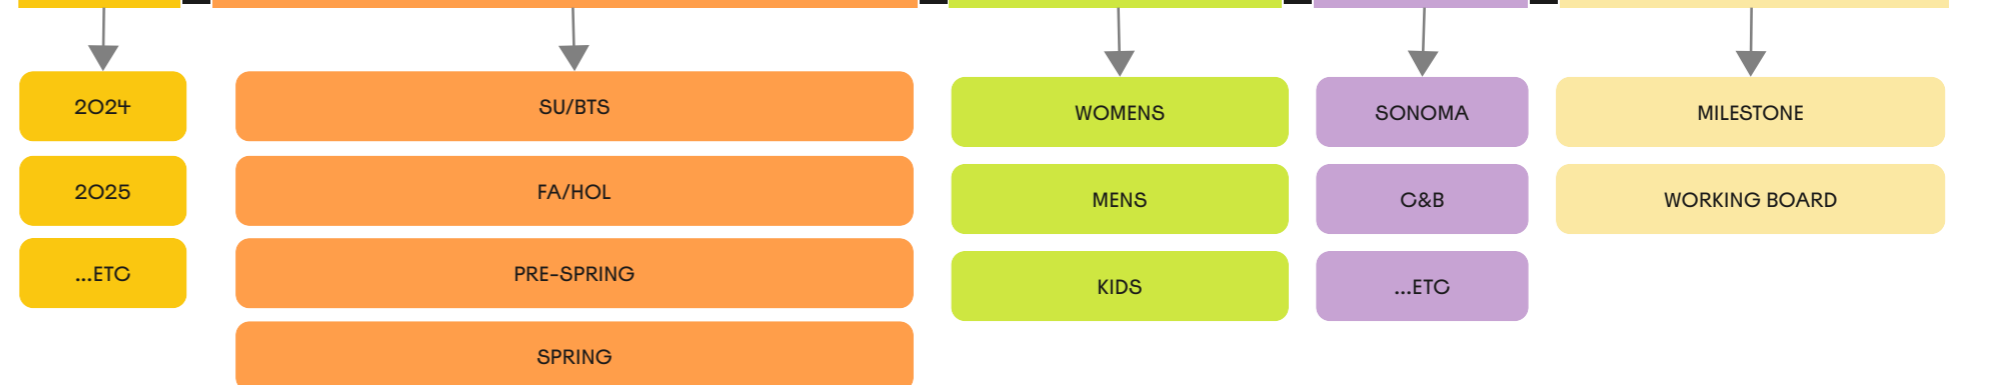 2024
2025
...ETC
SU/BTS
FA/HOL
PRE-SPRING
SPRING
WOMENS
MENS
KIDS
SONOMA
C&B
...ETC
MILESTONE
WORKING BOARD